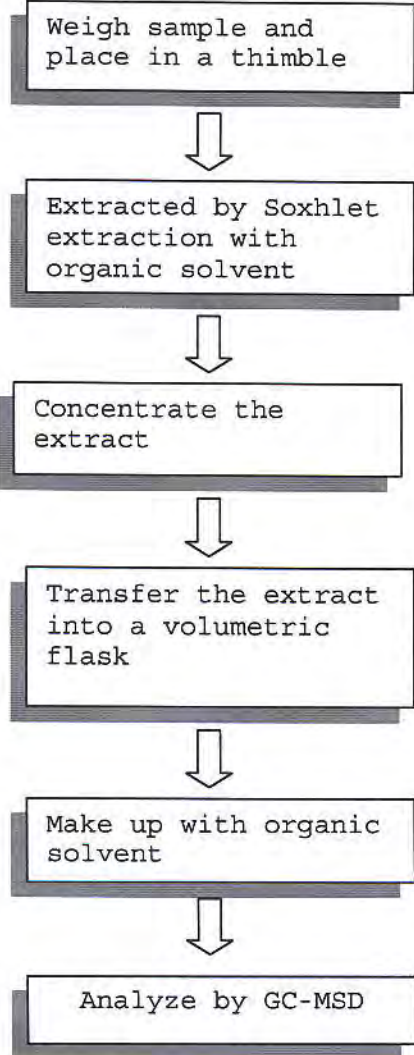 Weigh sample and
place in a thimble
Extracted by Soxhlet
extraction with
organic solvent
Concentrate the
extract
Transfer the extract
into a volumetric
flask
Make up with organic
solvent
Analyze by GC-MSD